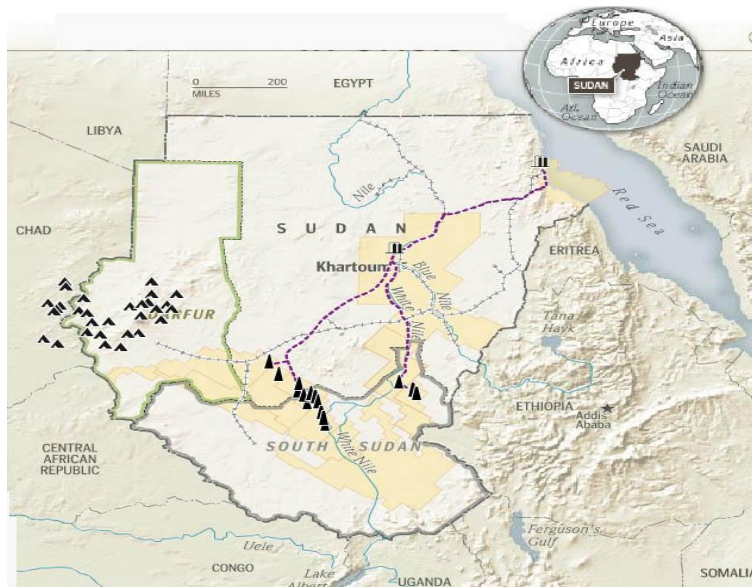 Europe
Asia
Africa
SUDAN
Indian
Ocean
Atl.
Ocean
0 200
MILES
EGYPT
LIBYA
SAUDI
ARABIA
Nile
Red Sea
CHAD
S U D A N
Khartoum
Blue
Nile
White Nile
ERITREA
DARFUR
Tana
Hayk
ETHIOPIA
Addis
Ababa
SOUTH SUDAN
White Nile
CENTRAL
AFRICAN
REPUBLIC
Ferguson's
Gulf
Uele
CONGO
Lake
Albert
UGANDA
SOMALIA